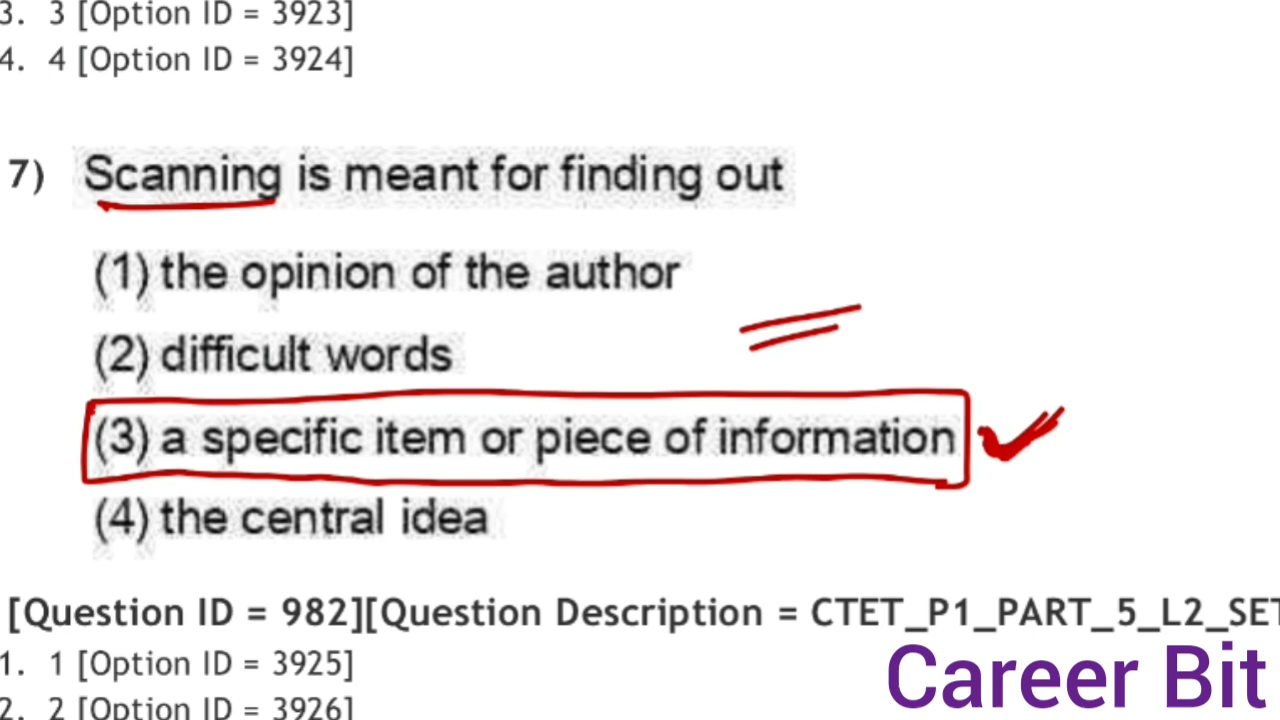 3. 3 [Option ID = 3923]
4. 4 [Option ID = 3924]
7) Scanning is meant for finding out
(1) the opinion of the author
(2) difficult words
(3) a specific item or piece of information
(4) the central idea
[Question ID = 982][Question Description = CTET_P1_PART_5_L2_SET
1. 1 [Option ID = 3925]
Career Bit
2. 2 [Option ID = 3926]